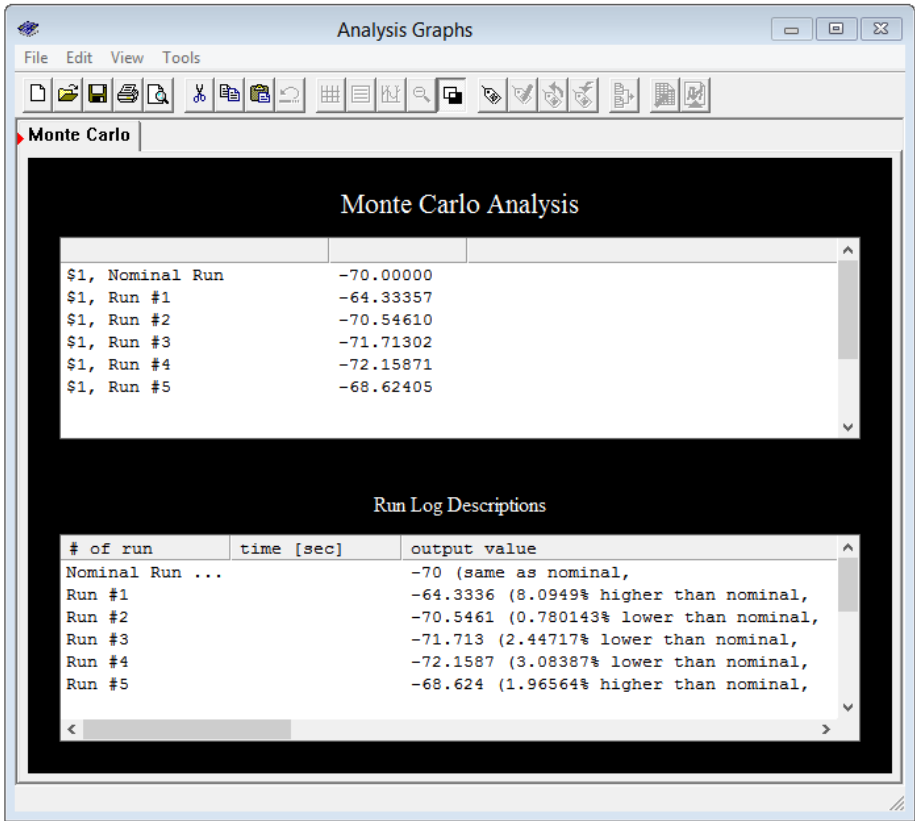 Analysis Graphs
File Edit View Tools
Monte Carlo
Monte Carlo Analysis
$1, Nominal Run -70.00000
$1, Run #1 -64.33357
$1, Run #2 -70.54610
$1, Run #3 -71.71302
$1, Run #4 -72.15871
$1, Run #5 -68.62405
Run Log Descriptions
# of run time [sec] output value
Nominal Run ... -70 (same as nominal,
Run #1 -64.3336 (8.0949% higher than nominal,
Run #2 -70.5461 (0.780143% lower than nominal,
Run #3 -71.713 (2.44717% lower than nominal,
Run #4 -72.1587 (3.08387% lower than nominal,
Run #5 -68.624 (1.96564% higher than nominal,